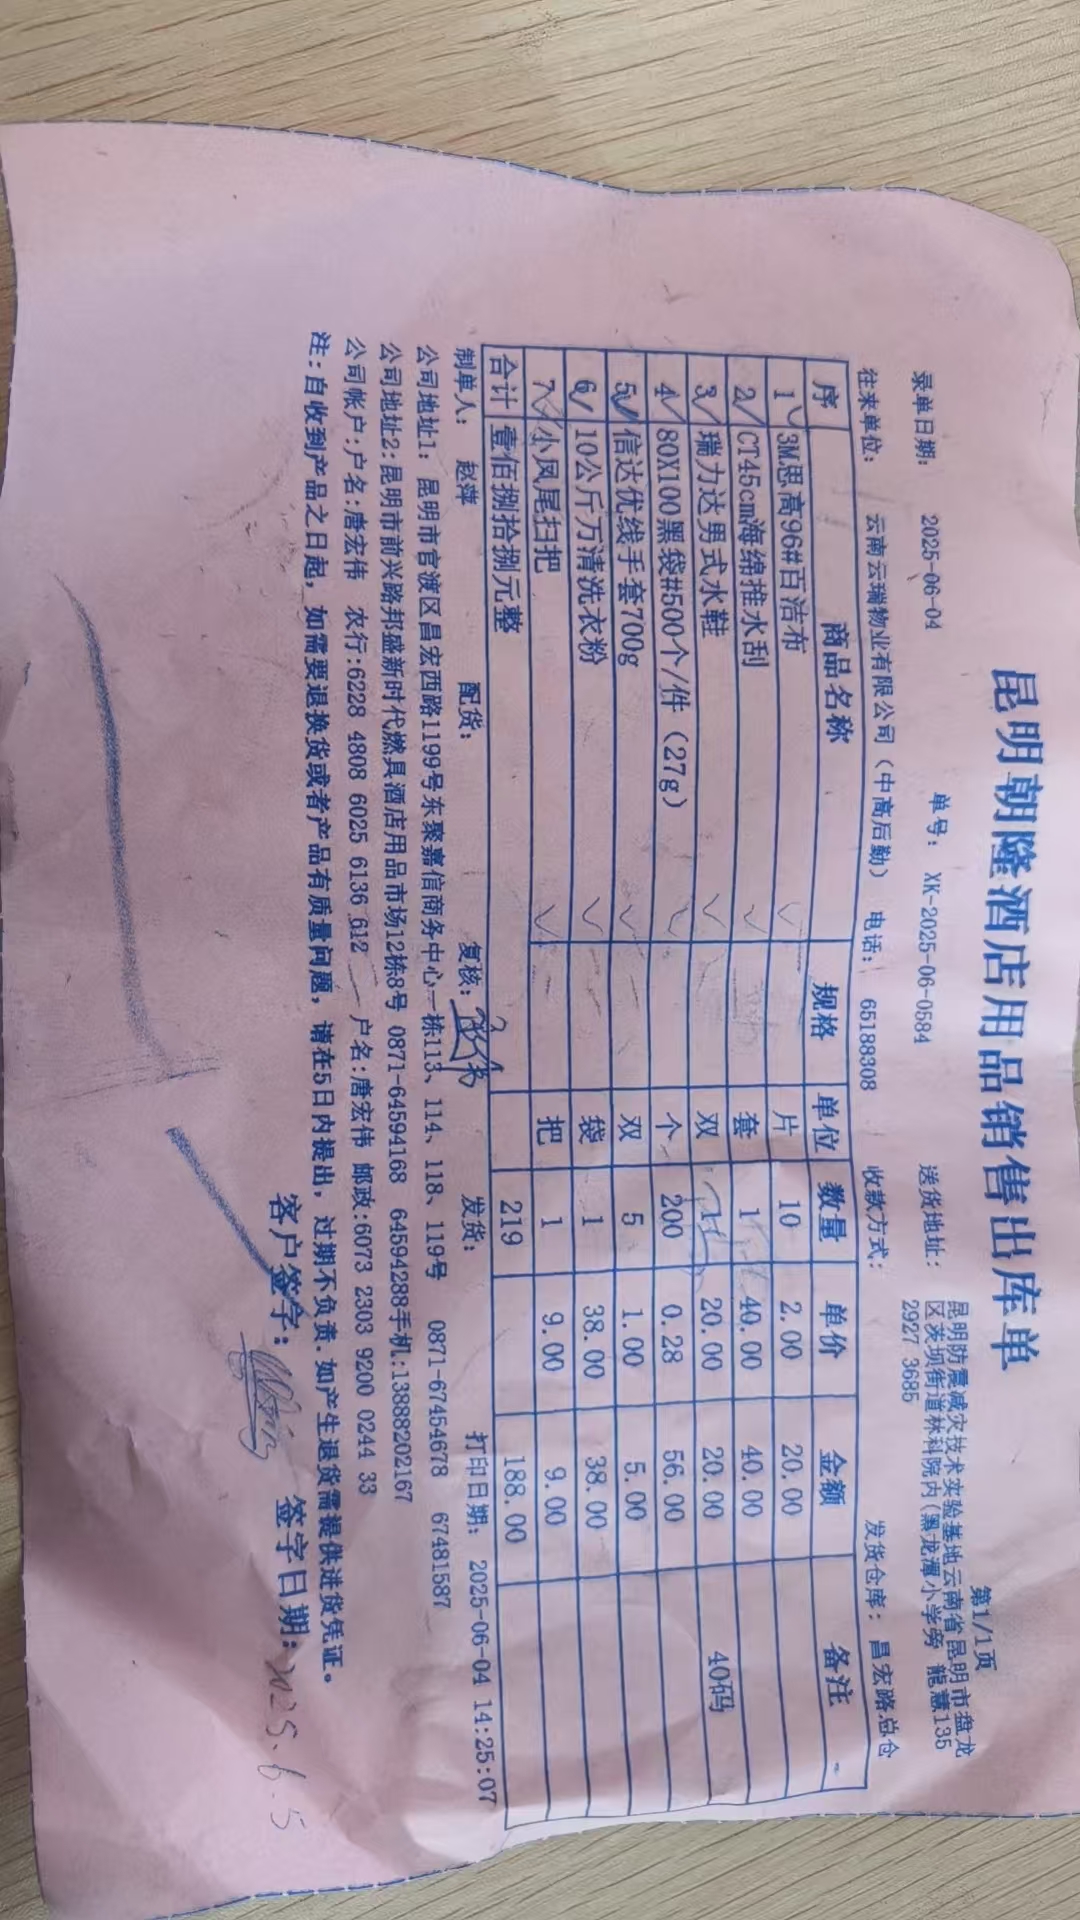 昆明朝隆酒店用品销售出库单
第1/1页
录单日期： 2025-06-04 单号： XK-2025-06-0584 送货地址： 昆明防震减灾技术实验基地云南省昆明市盘龙
区茨坝街道林科院内(黑龙潭小学旁 龍慧135
2927 3685
往来单位： 云南云瑞物业有限公司（中高后勤） 电话： 65188308 收款方式： 发货仓库：昌宏路总仓
序 商品名称 规格 单位 数量 单价 金额 备注
1 3M思高96#百洁布 片 10 2.00 20.00
2 CT45cm海绵推水刮 套 1 40.00 40.00
3 瑞力达男式水鞋 双 20.00 20.00 40码
4 80X100黑袋#500个/件（27g） 个 200 0.28 56.00
5 信达优线手套700g 双 5 1.00 5.00
6 10公斤万清洗衣粉 袋 1 38.00 38.00
7 小凤尾扫把 把 1 9.00 9.00
合计 壹佰捌拾捌元整 219 188.00
制单人： 赵萍 配货： 复核： 发货： 打印日期： 2025-06-04 14:25:07
公司地址1: 昆明市官渡区昌宏西路1199号东聚嘉信商务中心一栋113、114、118、119号 0871-67454678 67481587
公司地址2:昆明市前兴路邦盛新时代燃具酒店用品市场12栋8号 0871-64594168 64594288手机:13888202167
公司帐户:户名:唐宏伟 农行:6228 4808 6025 6136 612 户名:唐宏伟 邮政:6073 2303 9200 0244 33
注:自收到产品之日起，如需要退换货或者产品有质量问题，请在5日内提出，过期不负责.如产生退货需提供进货凭证。
客户签字： 签字日期： 2025.6.5